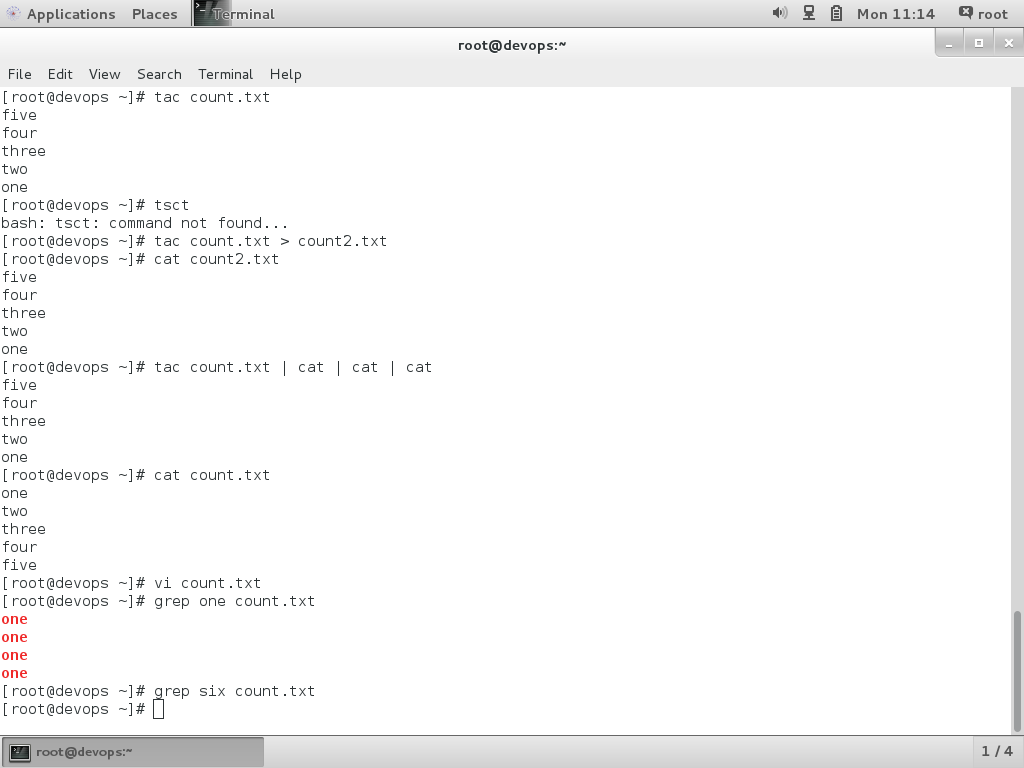 Applications Places Terminal Mon 11:14 root
root@devops:~
File Edit View Search Terminal Help
[root@devops ~]# tac count.txt
five
four
three
two
one
[root@devops ~]# tsct
bash: tsct: command not found...
[root@devops ~]# tac count.txt > count2.txt
[root@devops ~]# cat count2.txt
five
four
three
two
one
[root@devops ~]# tac count.txt | cat | cat | cat
five
four
three
two
one
[root@devops ~]# cat count.txt
one
two
three
four
five
[root@devops ~]# vi count.txt
[root@devops ~]# grep one count.txt
one
one
one
one
[root@devops ~]# grep six count.txt
[root@devops ~]#
root@devops:~ 1 / 4